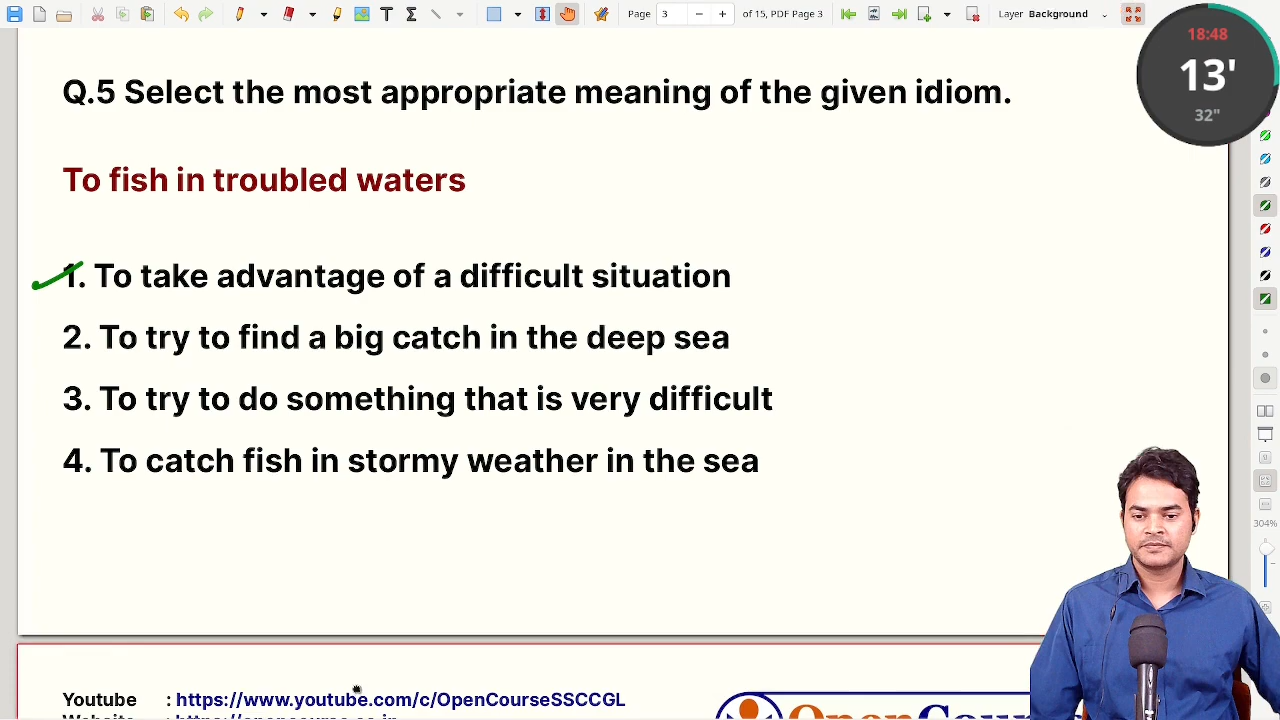 Page 3 of 17, PDF Page 3 Layer Background
18:48
13'
32"
Q.5 Select the most appropriate meaning of the given idiom.
To fish in troubled waters
1. To take advantage of a difficult situation
2. To try to find a big catch in the deep sea
3. To try to do something that is very difficult
4. To catch fish in stormy weather in the sea
304%
Youtube : https://www.youtube.com/c/OpenCourseSSCCGL